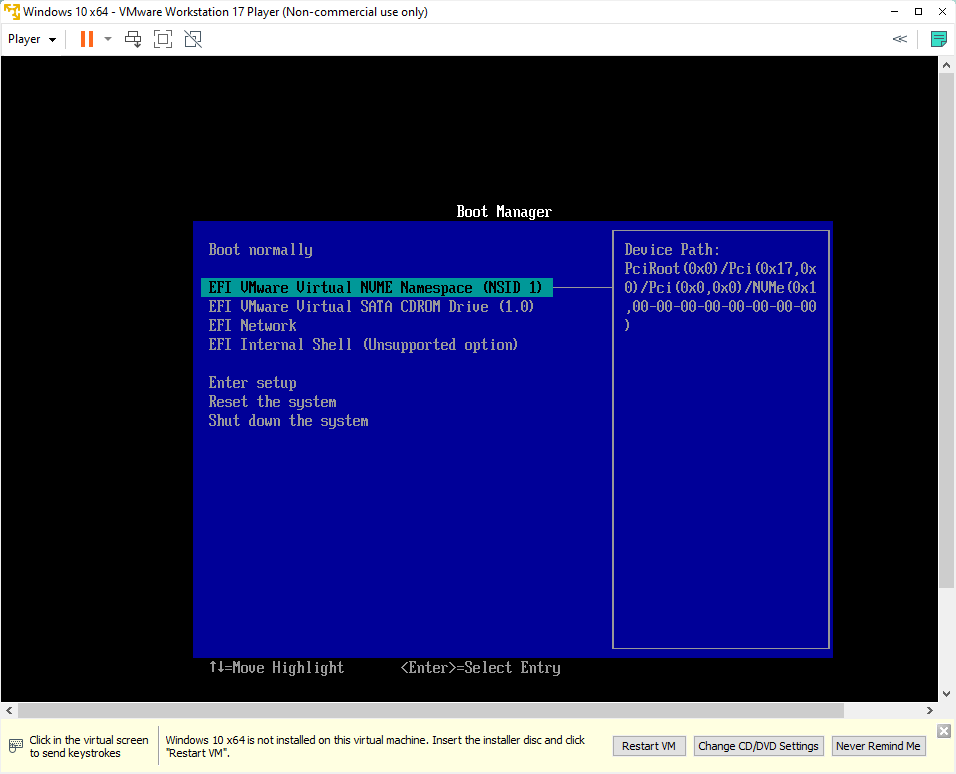 Windows 10 x64 - VMware Workstation 17 Player (Non-commercial use only)
Player
Boot Manager
Boot normally
EFI VMware Virtual NVME Namespace (NSID 1)
EFI VMware Virtual SATA CDROM Drive (1.0)
EFI Network
EFI Internal Shell (Unsupported option)
Enter setup
Reset the system
Shut down the system
Device Path:
PciRoot(0x0)/Pci(0x17,0x
0)/Pci(0x0,0x0)/NVMe(0x1
,00-00-00-00-00-00-00-00
)
↑↓=Move Highlight <Enter>=Select Entry
Click in the virtual screen
to send keystrokes
Windows 10 x64 is not installed on this virtual machine. Insert the installer disc and click
"Restart VM".
Restart VM
Change CD/DVD Settings
Never Remind Me